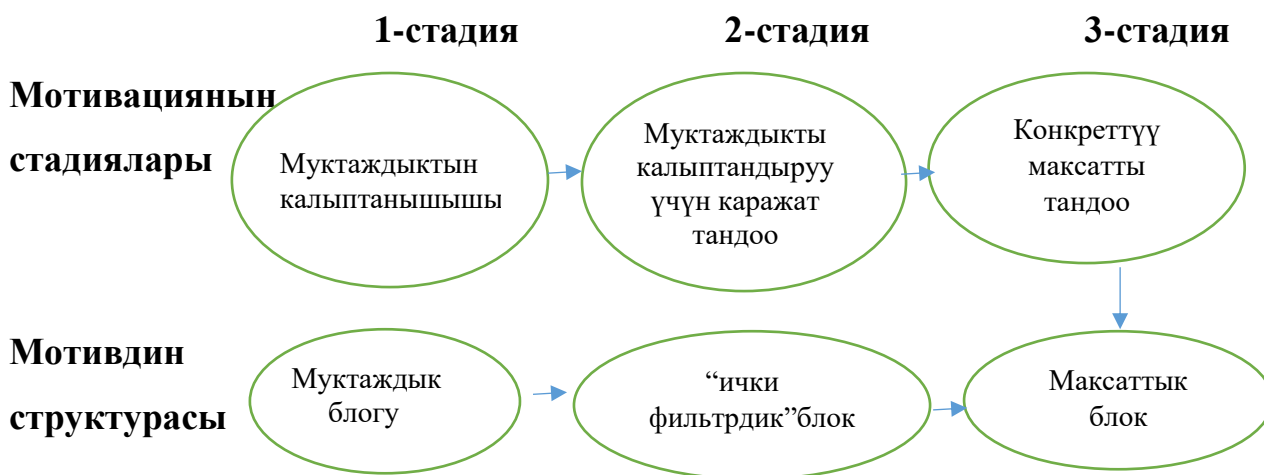 1-стадия 2-стадия 3-стадия
Мотивациянын
стадиялары
Муктаждыктын
калыптанышышы
Муктаждыкты
калыптандыруу
үчүн каражат
тандоо
Конкреттүү
максатты
тандоо
Мотивдин
структурасы
Муктаждык
блогу
“ички
фильтрдик”блок
Максаттык
блок